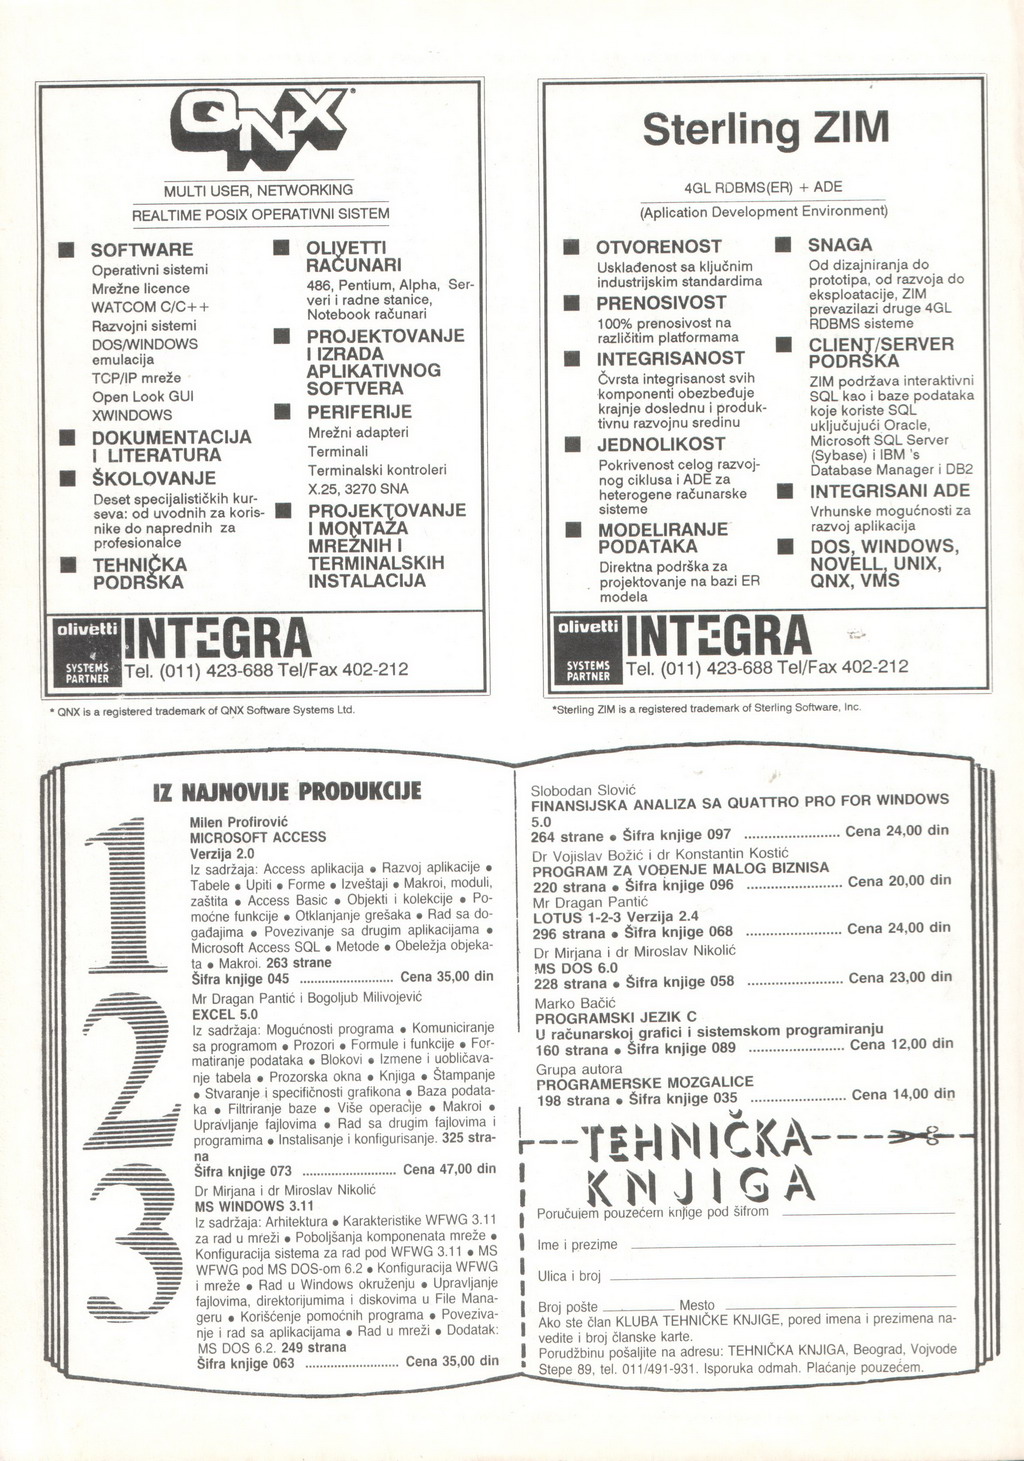 QNX*
MULTI USER, NETWORKING
REALTIME POSIX OPERATIVNI SISTEM
■ SOFTWARE
Operativni sistemi
Mrežne licence
WATCOM C/C++
Razvojni sistemi
DOS/WINDOWS
emulacija
TCP/IP mreže
Open Look GUI
XWINDOWS
■ DOKUMENTACIJA
I LITERATURA
■ ŠKOLOVANJE
Deset specijalističkih kur-
seva: od uvodnih za koris-
nike do naprednih za
profesionalce
■ TEHNIČKA
PODRŠKA
■ OLIVETTI
RAČUNARI
486, Pentium, Alpha, Ser-
veri i radne stanice,
Notebook računari
■ PROJEKTOVANJE
I IZRADA
APLIKATIVNOG
SOFTVERA
■ PERIFERIJE
Mrežni adapteri
Terminali
Terminalski kontroleri
X.25, 3270 SNA
■ PROJEKTOVANJE
I MONTAŽA
MREŽNIH I
TERMINALSKIH
INSTALACIJA
olivetti
SYSTEMS
PARTNER
INTEGRA
Tel. (011) 423-688 Tel/Fax 402-212
* QNX is a registered trademark of QNX Software Systems Ltd.
Sterling ZIM
4GL RDBMS(ER) + ADE
(Aplication Development Environment)
■ OTVORENOST
Usklađenost sa ključnim
industrijskim standardima
■ PRENOSIVOST
100% prenosivost na
različitim platformama
■ INTEGRISANOST
Čvrsta integrisanost svih
komponenti obezbeđuje
krajnje doslednu i produk-
tivnu razvojnu sredinu
■ JEDNOLIKOST
Pokrivenost celog razvoj-
nog ciklusa i ADE za
heterogene računarske
sisteme
■ MODELIRANJE
PODATAKA
Direktna podrška za
projektovanje na bazi ER
modela
■ SNAGA
Od dizajniranja do
prototipa, od razvoja do
eksploatacije, ZIM
prevazilazi druge 4GL
RDBMS sisteme
■ CLIENT/SERVER
PODRŠKA
ZIM podržava interaktivni
SQL kao i baze podataka
koje koriste SQL
uključujući Oracle,
Microsoft SQL Server
(Sybase) i IBM 's
Database Manager i DB2
■ INTEGRISANI ADE
Vrhunske mogućnosti za
razvoj aplikacija
■ DOS, WINDOWS,
NOVELL, UNIX,
QNX, VMS
olivetti
SYSTEMS
PARTNER
INTEGRA
Tel. (011) 423-688 Tel/Fax 402-212
*Sterling ZIM is a registered trademark of Sterling Software, Inc.
IZ NAJNOVIJE PRODUKCIJE
1
Milen Profirović
MICROSOFT ACCESS
Verzija 2.0
Iz sadržaja: Access aplikacija • Razvoj aplikacije •
Tabele • Upiti • Forme • Izveštaji • Makroi, moduli,
zaštita • Access Basic • Objekti i kolekcije • Po-
moćne funkcije • Otklanjanje grešaka • Rad sa do-
gađajima • Povezivanje sa drugim aplikacijama •
Microsoft Access SQL • Metode • Obeležja objeka-
ta • Makroi. 263 strane
Šifra knjige 045 ............................ Cena 35,00 din
2
Mr Dragan Pantić i Bogoljub Milivojević
EXCEL 5.0
Iz sadržaja: Mogućnosti programa • Komuniciranje
sa programom • Prozori • Formule i funkcije • For-
matiranje podataka • Blokovi • Izmene i uobličava-
nje tabela • Prozorska okna • Knjiga • Štampanje
• Stvaranje i specifičnosti grafikona • Baza podata-
ka • Filtriranje baze • Više operacije • Makroi •
Upravljanje fajlovima • Rad sa drugim fajlovima i
programima • Instalisanje i konfigurisanje. 325 stra-
na
Šifra knjige 073 ............................ Cena 47,00 din
3
Dr Mirjana i dr Miroslav Nikolić
MS WINDOWS 3.11
Iz sadržaja: Arhitektura • Karakteristike WFWG 3.11
za rad u mreži • Poboljšanja komponenata mreže •
Konfiguracija sistema za rad pod WFWG 3.11 • MS
WFWG pod MS DOS-om 6.2 • Konfiguracija WFWG
i mreže • Rad u Windows okruženju • Upravljanje
fajlovima, direktorijumima i diskovima u File Mana-
geru • Korišćenje pomoćnih programa • Poveziva-
nje i rad sa aplikacijama • Rad u mreži • Dodatak:
MS DOS 6.2. 249 strana
Šifra knjige 063 ............................ Cena 35,00 din
Slobodan Slović
FINANSIJSKA ANALIZA SA QUATTRO PRO FOR WINDOWS
5.0
264 strane • Šifra knjige 097 ............................ Cena 24,00 din
Dr Vojislav Božić i dr Konstantin Kostić
PROGRAM ZA VOĐENJE MALOG BIZNISA
220 strana • Šifra knjige 096 ............................ Cena 20,00 din
Mr Dragan Pantić
LOTUS 1-2-3 Verzija 2.4
296 strana • Šifra knjige 068 ............................ Cena 24,00 din
Dr Mirjana i dr Miroslav Nikolić
MS DOS 6.0
228 strana • Šifra knjige 058 ............................ Cena 23,00 din
Marko Bačić
PROGRAMSKI JEZIK C
U računarskoj grafici i sistemskom programiranju
160 strana • Šifra knjige 089 ............................ Cena 12,00 din
Grupa autora
PROGRAMERSKE MOZGALICE
198 strana • Šifra knjige 035 ............................ Cena 14,00 din
TEHNIČKA
KNJIGA
Poručujem pouzećem knjige pod šifrom
Ime i prezime
Ulica i broj
Broj pošte Mesto
Ako ste član KLUBA TEHNIČKE KNJIGE, pored imena i prezimena na-
vedite i broj članske karte.
Porudžbinu pošaljite na adresu: TEHNIČKA KNJIGA, Beograd, Vojvode
Stepe 89, tel. 011/491-931. Isporuka odmah. Plaćanje pouzećem.